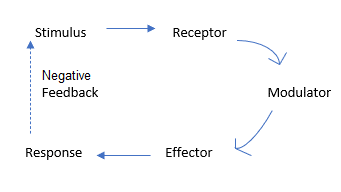 Stimulus
Receptor
Modulator
Effector
Response
Negative
Feedback